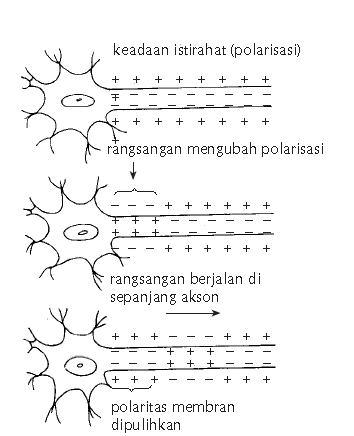 keadaan istirahat (polarisasi)
+ + + + + + + +
+ – – – – – – – –
– – – – – – – –
+ + + + + + + +
+
rangsangan mengubah polarisasi
– – – + + + + + +
+ + + – – – – – –
+ + + – – – – – –
– – – + + + + + +
rangsangan berjalan di
sepanjang akson
+ + + – – – + + +
– – – + + + – – –
– – – + + + – – –
+ + + – – – + + +
polaritas membran
dipulihkan